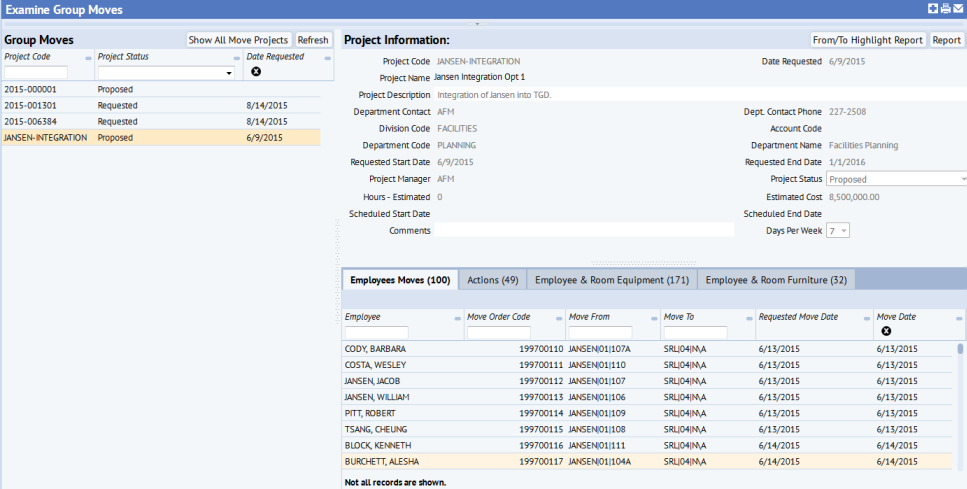 Examine Group Moves
Group Moves
Show All Move Projects
Refresh
Project Code
Project Status
Date Requested
2015-000001 Proposed
2015-001301 Requested 8/14/2015
2015-006384 Requested 8/14/2015
JANSEN-INTEGRATION Proposed 6/9/2015
Project Information:
From/To Highlight Report
Report
Project Code JANSEN-INTEGRATION Date Requested 6/9/2015
Project Name Jansen Integration Opt 1
Project Description Integration of Jansen into TGD.
Department Contact AFM Dept. Contact Phone 227-2508
Division Code FACILITIES Account Code
Department Code PLANNING Department Name Facilities Planning
Requested Start Date 6/9/2015 Requested End Date 1/1/2016
Project Manager AFM Project Status Proposed
Hours - Estimated 0 Estimated Cost 8,500,000.00
Scheduled Start Date Scheduled End Date
Comments Days Per Week 7
Employees Moves (100) Actions (49) Employee & Room Equipment (171) Employee & Room Furniture (32)
Employee Move Order Code Move From Move To Requested Move Date Move Date
CODY, BARBARA 199700110 JANSEN|01|107A SRL|04|N\A 6/13/2015 6/13/2015
COSTA, WESLEY 199700111 JANSEN|01|110 SRL|04|N\A 6/13/2015 6/13/2015
JANSEN, JACOB 199700112 JANSEN|01|107 SRL|04|N\A 6/13/2015 6/13/2015
JANSEN, WILLIAM 199700113 JANSEN|01|106 SRL|04|N\A 6/13/2015 6/13/2015
PITT, ROBERT 199700114 JANSEN|01|109 SRL|04|N\A 6/13/2015 6/13/2015
TSANG, CHEUNG 199700115 JANSEN|01|108 SRL|04|N\A 6/13/2015 6/13/2015
BLOCK, KENNETH 199700116 JANSEN|01|111 SRL|04|N\A 6/14/2015 6/14/2015
BURCHETT, ALESHA 199700117 JANSEN|01|104A SRL|04|N\A 6/14/2015 6/14/2015
Not all records are shown.